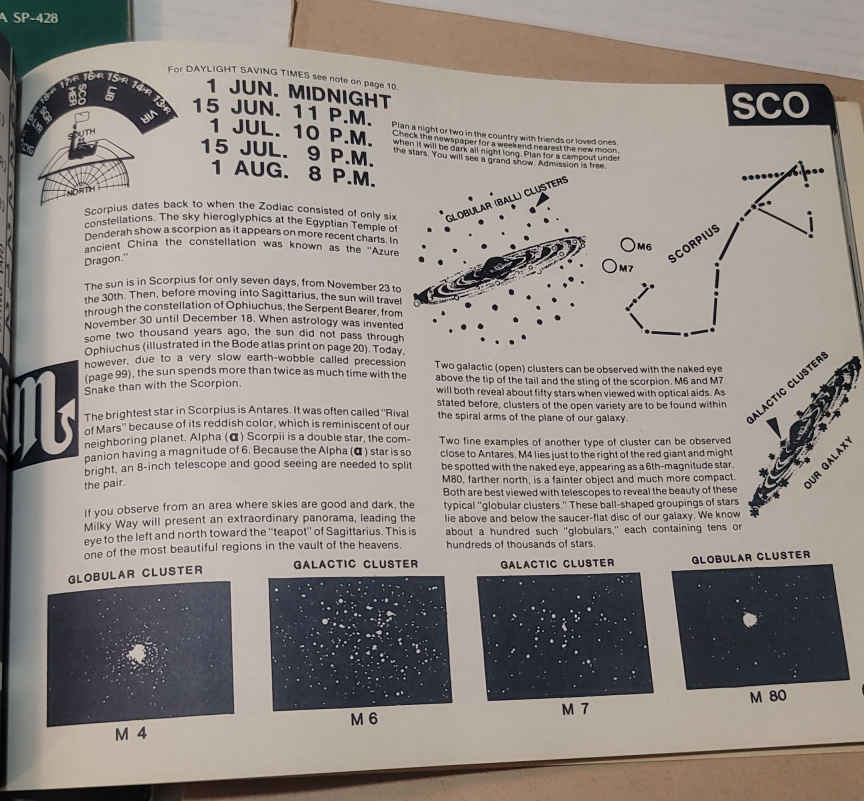 A SP-428
For DAYLIGHT SAVING TIMES see note on page 10.
1 JUN. MIDNIGHT
15 JUN. 11 P.M.
1 JUL. 10 P.M.
15 JUL. 9 P.M.
1 AUG. 8 P.M.
17HR 16HR 15HR 14HR 13HR
HER SCO LIB VIR
SOUTH
NORTH
SCO
Plan a night or two in the country with friends or loved ones.
Check the newspaper for a weekend nearest the new moon,
when it will be dark all night long. Plan for a campout under
the stars. You will see a grand show. Admission is free.
Scorpius dates back to when the Zodiac consisted of only six
constellations. The sky hieroglyphics at the Egyptian Temple of
Denderah show a scorpion as it appears on more recent charts. In
ancient China the constellation was known as the "Azure
Dragon."
The sun is in Scorpius for only seven days, from November 23 to
the 30th. Then, before moving into Sagittarius, the sun will travel
through the constellation of Ophiuchus, the Serpent Bearer, from
November 30 until December 18. When astrology was invented
some two thousand years ago, the sun did not pass through
Ophiuchus (illustrated in the Bode atlas print on page 20). Today,
however, due to a very slow earth-wobble called precession
(page 99), the sun spends more than twice as much time with the
Snake than with the Scorpion.
The brightest star in Scorpius is Antares. It was often called "Rival
of Mars" because of its reddish color, which is reminiscent of our
neighboring planet. Alpha (α) Scorpii is a double star, the com-
panion having a magnitude of 6. Because the Alpha (α) star is so
bright, an 8-inch telescope and good seeing are needed to split
the pair.
If you observe from an area where skies are good and dark, the
Milky Way will present an extraordinary panorama, leading the
eye to the left and north toward the "teapot" of Sagittarius. This is
one of the most beautiful regions in the vault of the heavens.
GLOBULAR (BALL) CLUSTERS
M6
M7
SCORPIUS
Two galactic (open) clusters can be observed with the naked eye
above the tip of the tail and the sting of the scorpion. M6 and M7
will both reveal about fifty stars when viewed with optical aids. As
stated before, clusters of the open variety are to be found within
the spiral arms of the plane of our galaxy.
Two fine examples of another type of cluster can be observed
close to Antares. M4 lies just to the right of the red giant and might
be spotted with the naked eye, appearing as a 6th-magnitude star.
M80, farther north, is a fainter object and much more compact.
Both are best viewed with telescopes to reveal the beauty of these
typical "globular clusters." These ball-shaped groupings of stars
lie above and below the saucer-flat disc of our galaxy. We know
about a hundred such "globulars," each containing tens or
hundreds of thousands of stars.
GALACTIC CLUSTERS
OUR GALAXY
GLOBULAR CLUSTER
GALACTIC CLUSTER
GALACTIC CLUSTER
GLOBULAR CLUSTER
M 4
M 6
M 7
M 80